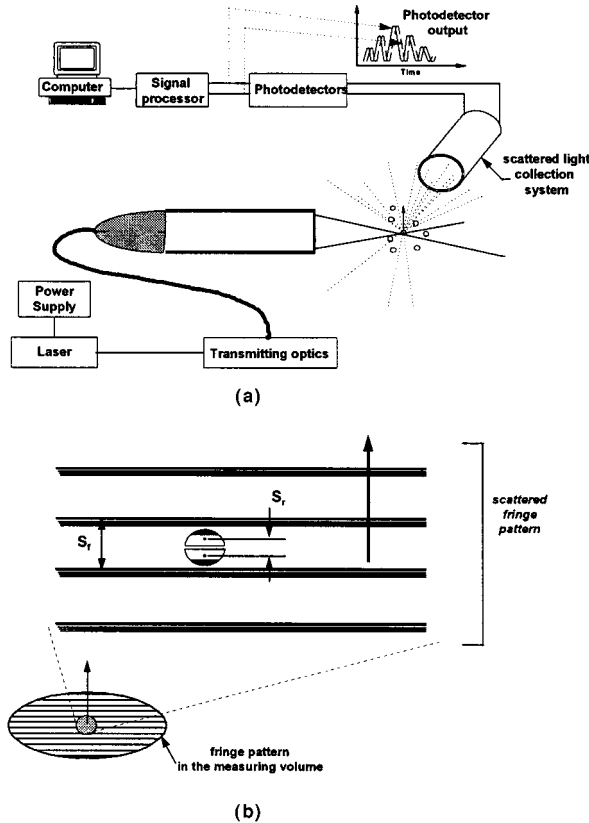 Photodetector
output
Time
Computer
Signal
processor
Photodetectors
scattered light
collection
system
Power
Supply
Laser
Transmitting optics
(a)
Sr
scattered
fringe
pattern
Sf
fringe pattern
in the measuring volume
(b)